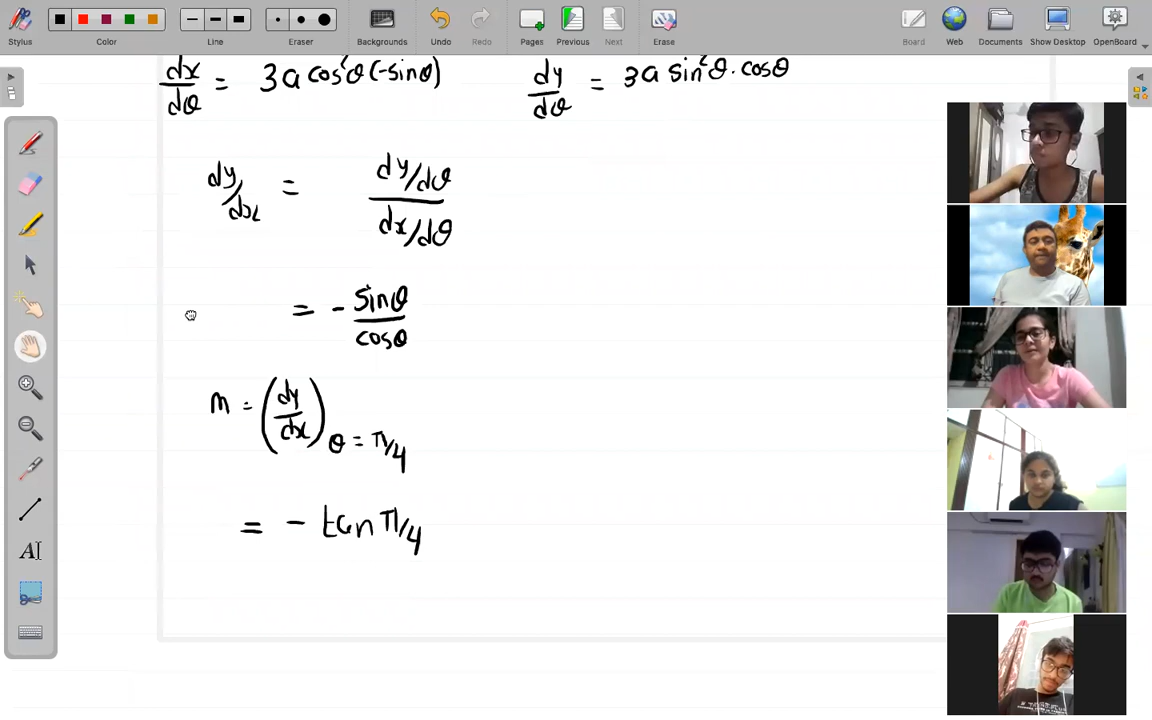 Stylus Color Line Eraser Backgrounds Undo Redo Pages Previous Next Erase Board Web Documents Show Desktop OpenBoard
dx/dθ = 3a cos²θ(-sinθ) dy/dθ = 3a sin²θ·cosθ
dy/dx = dy/dθ / dx/dθ
= - sinθ/cosθ
m = (dy/dx) θ = π/4
= - tan π/4
AI